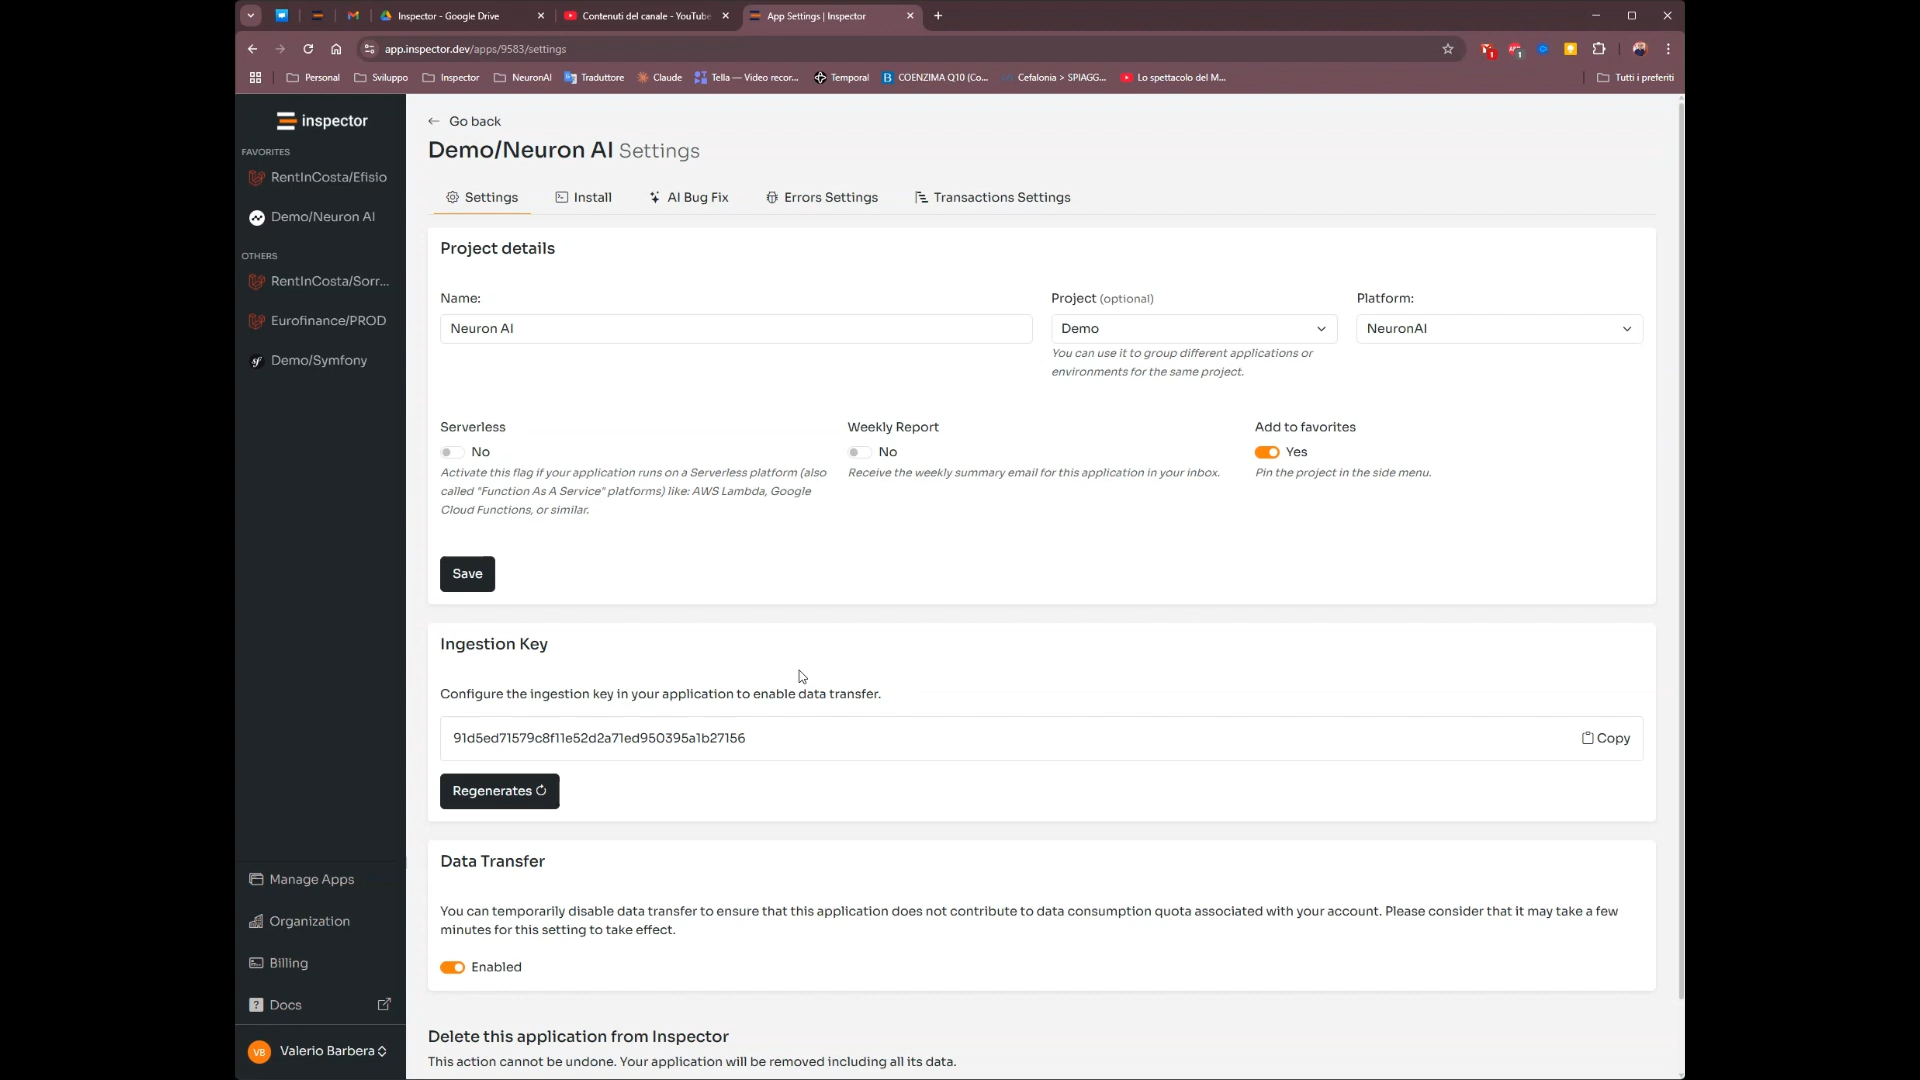 Inspector - Google Drive
Contenuti del canale - YouTube
App Settings | Inspector
app.inspector.dev/apps/9583/settings
Personal
Sviluppo
Inspector
NeuronAI
Traduttore
Claude
Tella — Video recor...
Temporal
COENZIMA Q10 (Co...
Cefalonia > SPIAGG...
Lo spettacolo del M...
Tutti i preferiti
inspector
FAVORITES
RentInCosta/Efisio
Demo/Neuron AI
OTHERS
RentInCosta/Sorr...
Eurofinance/PROD
Demo/Symfony
Manage Apps
Organization
Billing
Docs
VB
Valerio Barbera
Go back
Demo/Neuron AI Settings
Settings
Install
AI Bug Fix
Errors Settings
Transactions Settings
Project details
Name:
Neuron AI
Project (optional)
Demo
You can use it to group different applications or
environments for the same project.
Platform:
NeuronAI
Serverless
No
Activate this flag if your application runs on a Serverless platform (also
called "Function As A Service" platforms) like: AWS Lambda, Google
Cloud Functions, or similar.
Weekly Report
No
Receive the weekly summary email for this application in your inbox.
Add to favorites
Yes
Pin the project in the side menu.
Save
Ingestion Key
Configure the ingestion key in your application to enable data transfer.
91d5ed71579c8f11e52d2a71ed950395a1b27156
Copy
Regenerates
Data Transfer
You can temporarily disable data transfer to ensure that this application does not contribute to data consumption quota associated with your account. Please consider that it may take a few
minutes for this setting to take effect.
Enabled
Delete this application from Inspector
This action cannot be undone. Your application will be removed including all its data.